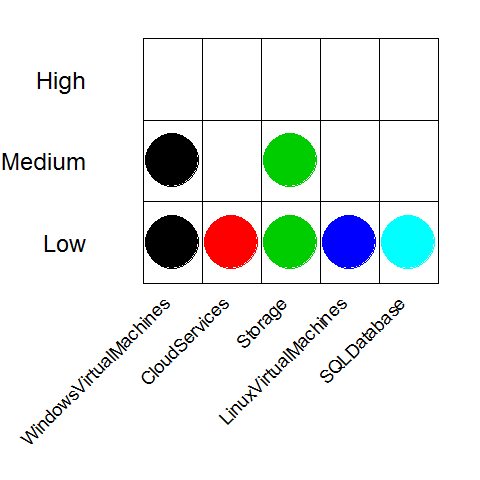 High
Medium
Low
WindowsVirtualMachines
CloudServices
Storage
LinuxVirtualMachines
SQLDatabase